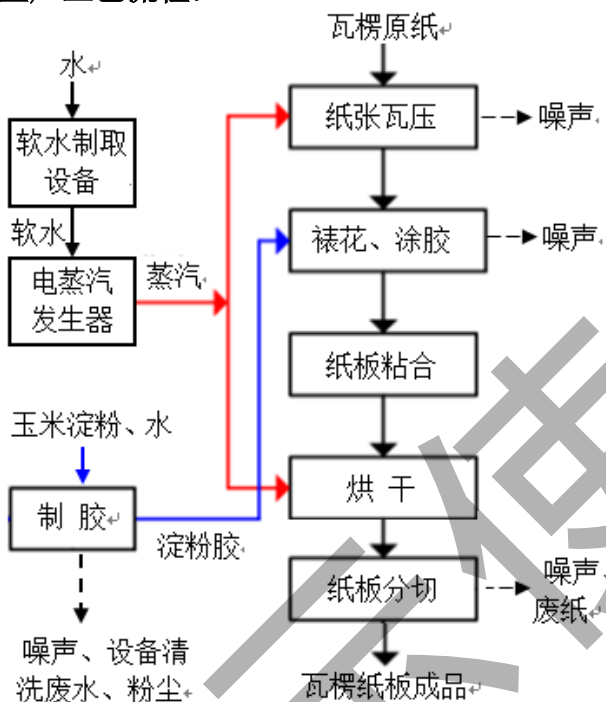 瓦楞原纸
水
纸张瓦压
噪声
软水制取
设备
软水
裱花、涂胶
噪声
蒸汽
电蒸汽
发生器
纸板粘合
玉米淀粉、水
烘 干
制 胶
淀粉胶
纸板分切
噪声、
废纸
噪声、设备清
洗废水、粉尘
瓦楞纸板成品